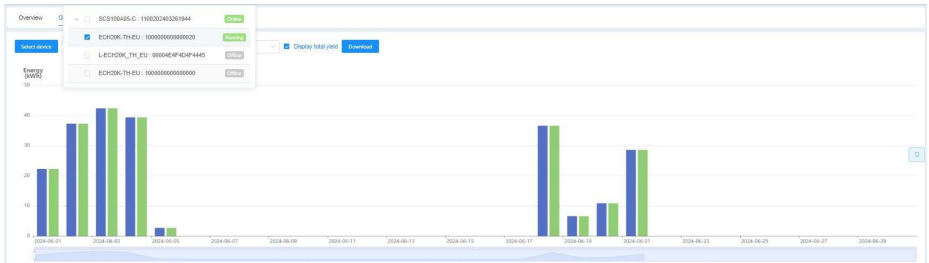 Overview G
SCS100A05-C : 1100202403261944 Online
ECH20K-TH-EU : 1000000000000020 Running
Select device Display total yield Download
L-ECH20K_TH_EU : 00004E4F4D4F4445 Offline
ECH20K-TH-EU : 1000000000000000 Offline
Energy
(kWh)
50
40
30
20
10
0
2024-06-01 2024-06-03 2024-06-05 2024-06-07 2024-06-09 2024-06-11 2024-06-13 2024-06-15 2024-06-17 2024-06-19 2024-06-21 2024-06-23 2024-06-25 2024-06-27 2024-06-29